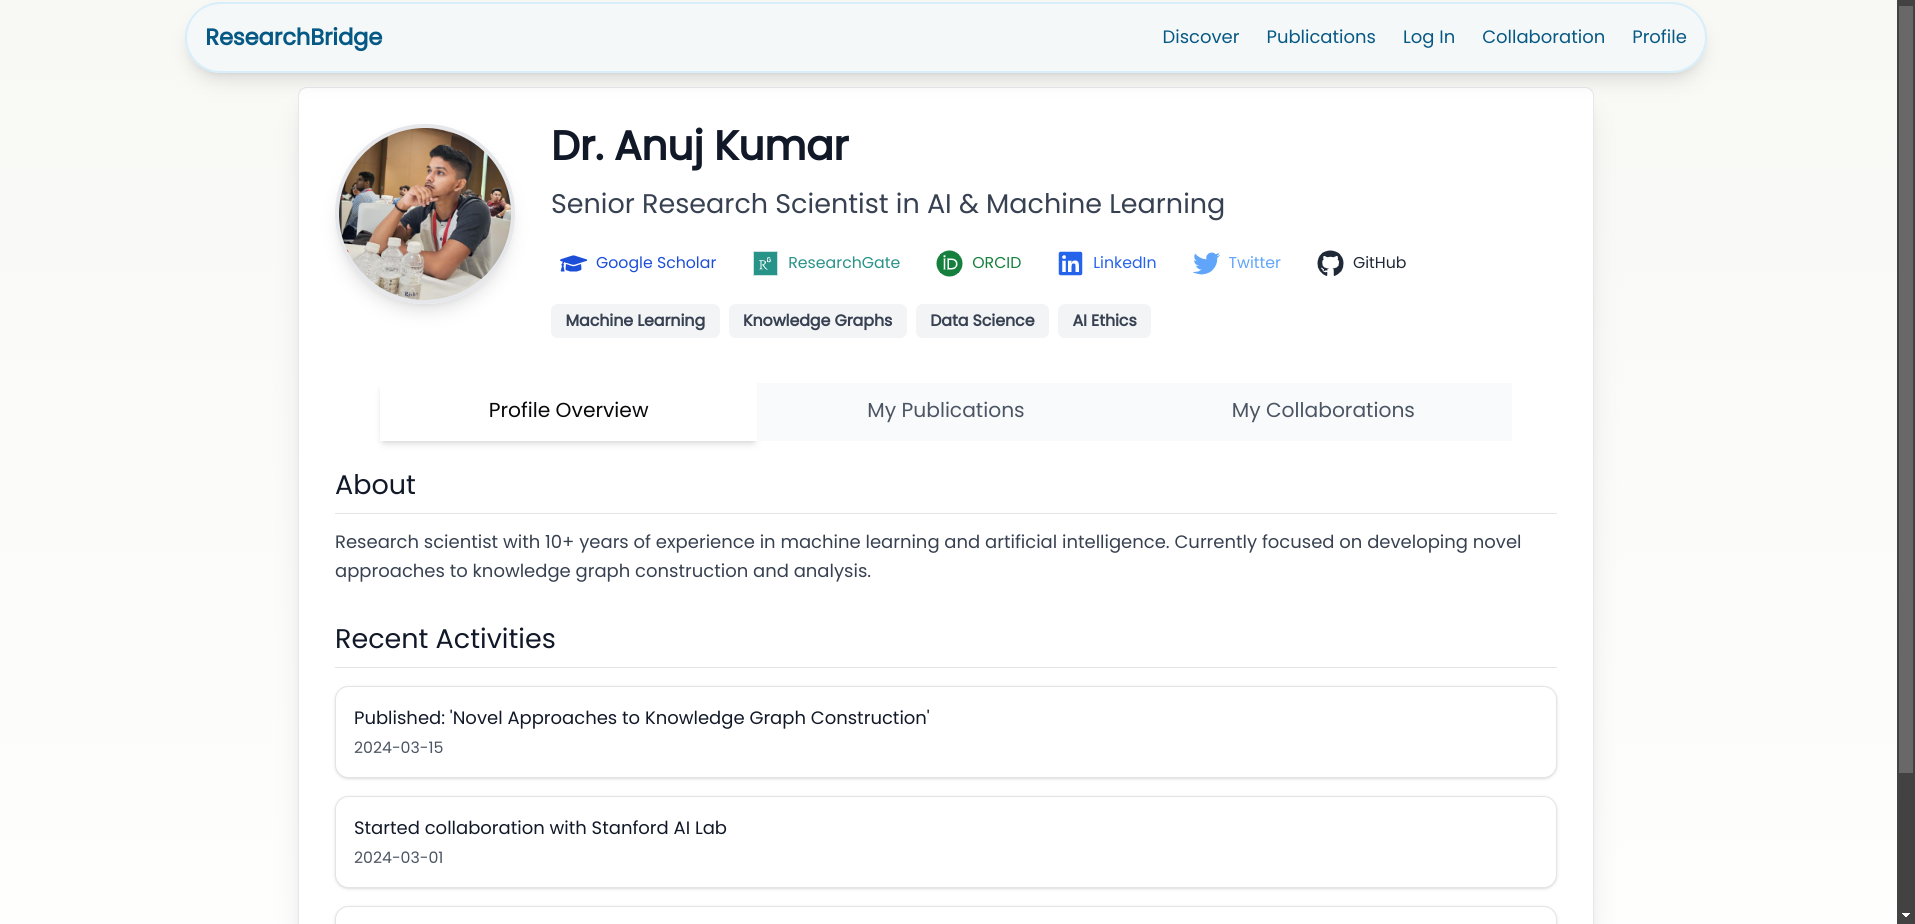 ResearchBridge
Discover Publications Log In Collaboration Profile
Dr. Anuj Kumar
Senior Research Scientist in AI & Machine Learning
Google Scholar ResearchGate ORCID LinkedIn Twitter GitHub
Machine Learning Knowledge Graphs Data Science AI Ethics
Profile Overview My Publications My Collaborations
About
Research scientist with 10+ years of experience in machine learning and artificial intelligence. Currently focused on developing novel
approaches to knowledge graph construction and analysis.
Recent Activities
Published: 'Novel Approaches to Knowledge Graph Construction'
2024-03-15
Started collaboration with Stanford AI Lab
2024-03-01